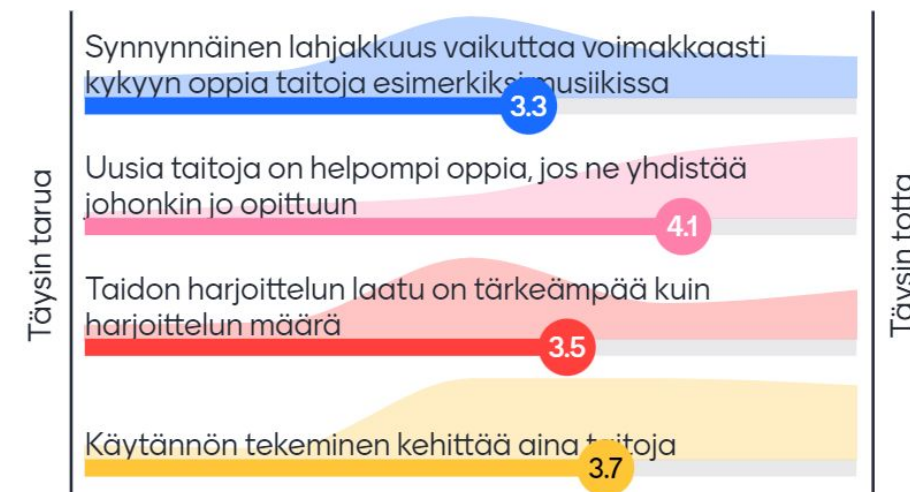 Synnynnäinen lahjakkuus vaikuttaa voimakkaasti
kykyyn oppia taitoja esimerkiksi musiikissa
3.3
Uusia taitoja on helpompi oppia, jos ne yhdistää
johonkin jo opittuun
4.1
Taidon harjoittelun laatu on tärkeämpää kuin
harjoittelun määrä
3.5
Käytännön tekeminen kehittää aina taitoja
3.7
Täysin tarua
Täysin totta